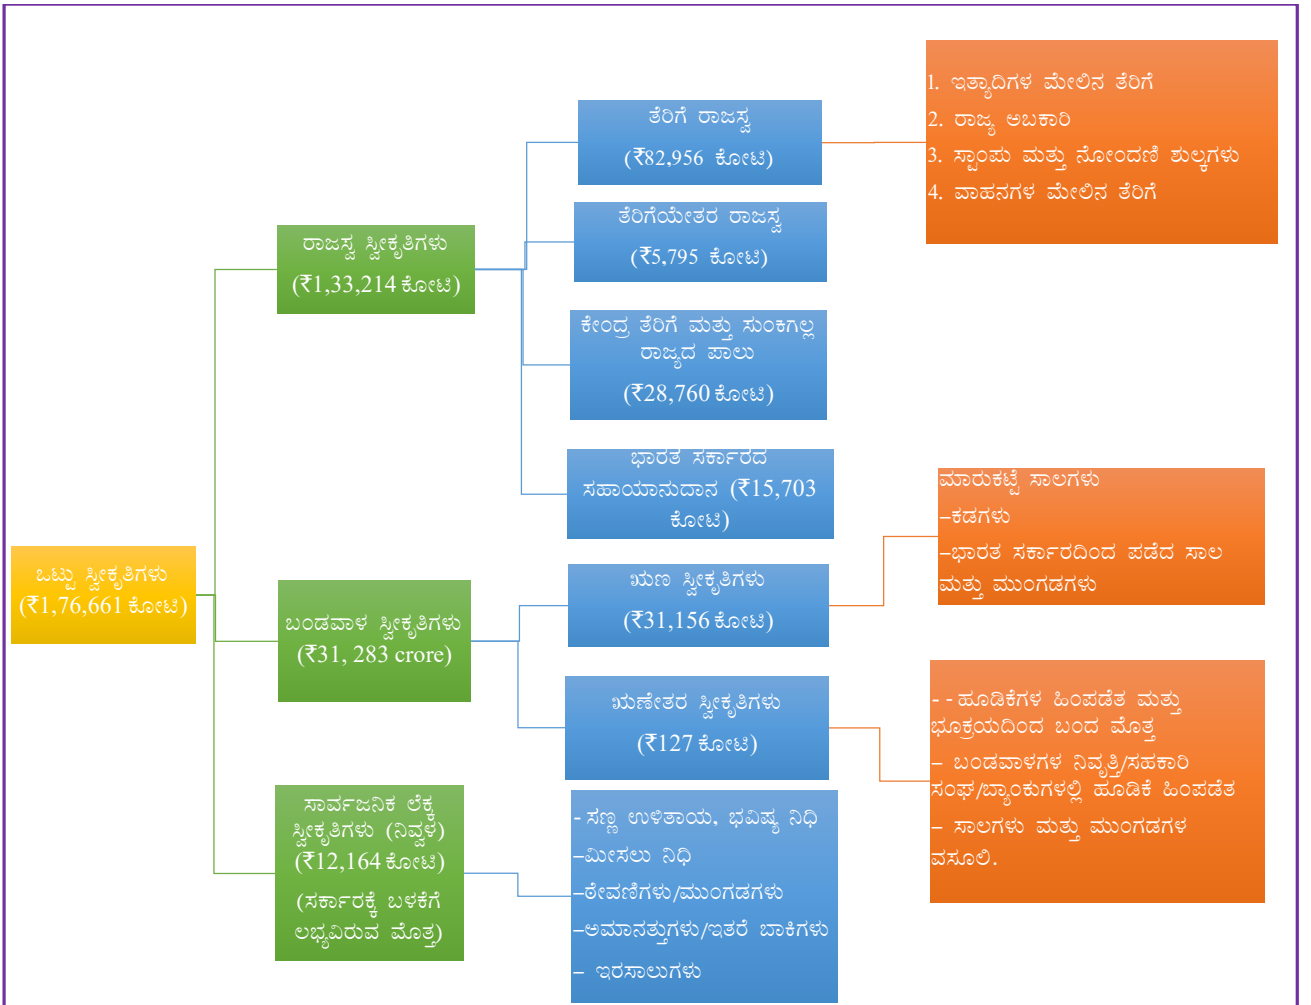 ಒಟ್ಟು ಸ್ವೀಕೃತಿಗಳು
(₹1,76,661 ಕೋಟಿ)
ರಾಜಸ್ವ ಸ್ವೀಕೃತಿಗಳು
(₹1,33,214 ಕೋಟಿ)
ತೆರಿಗೆ ರಾಜಸ್ವ
(₹82,956 ಕೋಟಿ)
1. ಇತ್ಯಾದಿಗಳ ಮೇಲಿನ ತೆರಿಗೆ
2. ರಾಜ್ಯ ಅಬಕಾರಿ
3. ಸ್ಟಾಂಪು ಮತ್ತು ನೋಂದಣಿ ಶುಲ್ಕಗಳು
4. ವಾಹನಗಳ ಮೇಲಿನ ತೆರಿಗೆ
ತೆರಿಗೆಯೇತರ ರಾಜಸ್ವ
(₹5,795 ಕೋಟಿ)
ಕೇಂದ್ರ ತೆರಿಗೆ ಮತ್ತು ಸುಂಕಗಿಲ್ಲ
ರಾಜ್ಯದ ಪಾಲು
(₹28,760 ಕೋಟಿ)
ಭಾರತ ಸರ್ಕಾರದ
ಸಹಾಯಾನುದಾನ (₹15,703
ಕೋಟಿ)
ಬಂಡವಾಳ ಸ್ವೀಕೃತಿಗಳು
(₹31, 283 crore)
ಋಣ ಸ್ವೀಕೃತಿಗಳು
(₹31,156 ಕೋಟಿ)
ಮಾರುಕಟ್ಟೆ ಸಾಲಗಳು
–ಕಡಗಳು
–ಭಾರತ ಸರ್ಕಾರದಿಂದ ಪಡೆದ ಸಾಲ
ಮತ್ತು ಮುಂಗಡಗಳು
ಋಣೇತರ ಸ್ವೀಕೃತಿಗಳು
(₹127 ಕೋಟಿ)
- - ಹೂಡಿಕೆಗಳ ಹಿಂಪಡೆತ ಮತ್ತು
ಭೂಕ್ರಯದಿಂದ ಬಂದ ಮೊತ್ತ
– ಬಂಡವಾಳಗಳ ನಿವೃತ್ತಿ/ಸಹಕಾರಿ
ಸಂಘ/ಬ್ಯಾಂಕುಗಳಲ್ಲಿ ಹೂಡಿಕೆ ಹಿಂಪಡೆತ
– ಸಾಲಗಳು ಮತ್ತು ಮುಂಗಡಗಳ
ವಸೂಲಿ.
ಸಾರ್ವಜನಿಕ ಲೆಕ್ಕ
ಸ್ವೀಕೃತಿಗಳು (ನಿವ್ವಳ)
(₹12,164 ಕೋಟಿ)
(ಸರ್ಕಾರಕ್ಕೆ ಬಳಕೆಗೆ
ಲಭ್ಯವಿರುವ ಮೊತ್ತ)
- ಸಣ್ಣ ಉಳಿತಾಯ, ಭವಿಷ್ಯ ನಿಧಿ
–ಮೀಸಲು ನಿಧಿ
–ಠೇವಣಿಗಳು/ಮುಂಗಡಗಳು
–ಅಮಾನತ್ತುಗಳು/ಇತರೆ ಬಾಕಿಗಳು
– ಇರಸಾಲುಗಳು